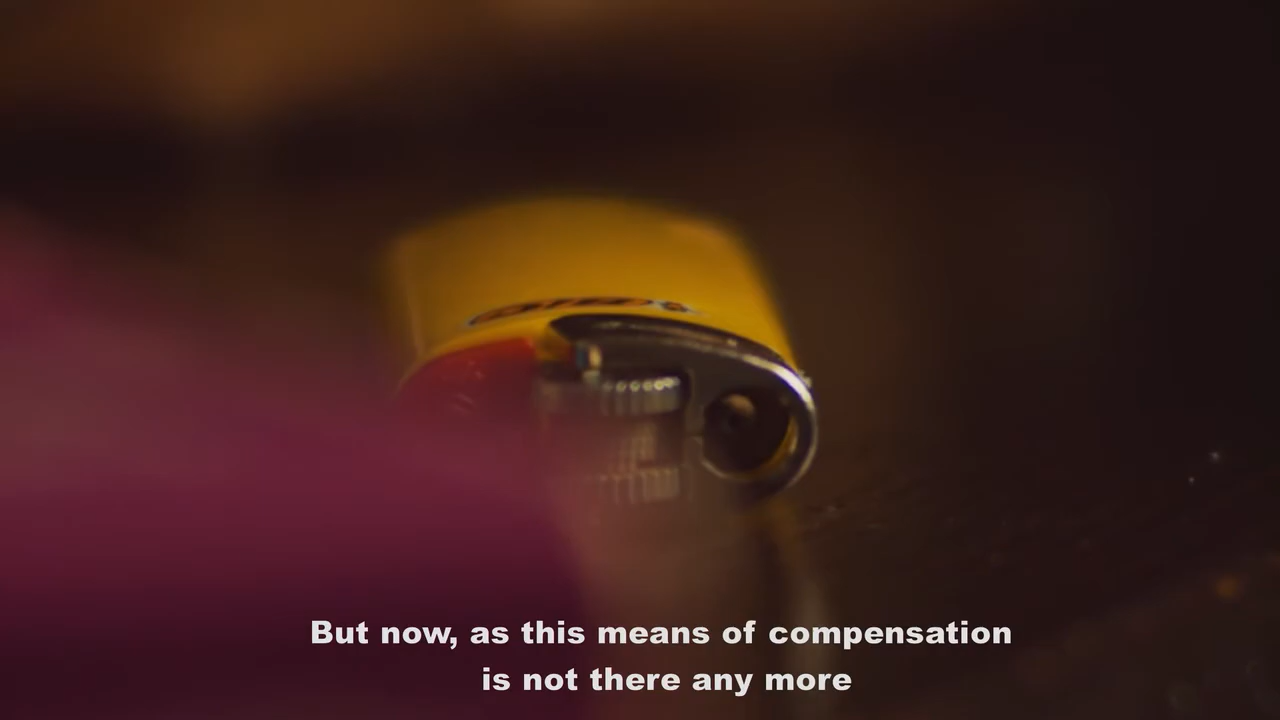 But now, as this means of compensation
is not there any more